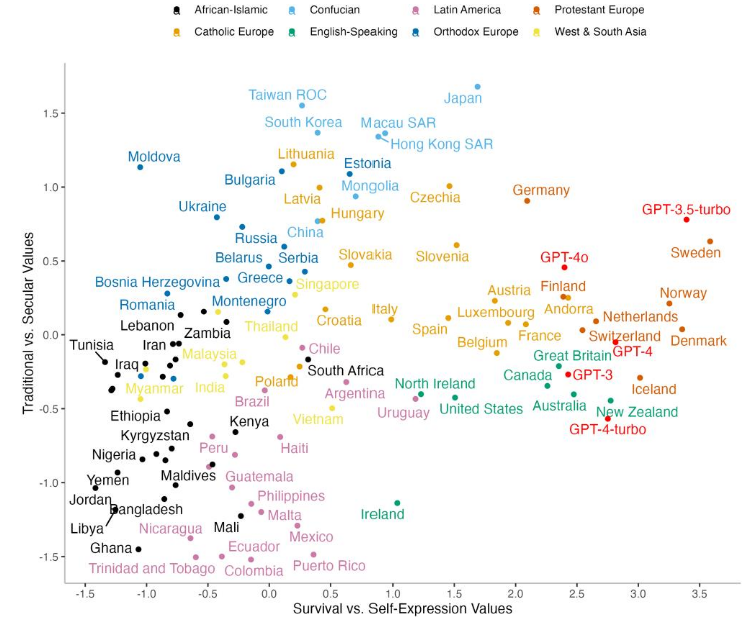 African-Islamic
Confucian
Latin America
Protestant Europe
Catholic Europe
English-Speaking
Orthodox Europe
West & South Asia
Traditional vs. Secular Values
1.5
1.0
0.5
0.0
-0.5
-1.0
-1.5
Japan
Taiwan ROC
South Korea
Macau SAR
Hong Kong SAR
Moldova
Lithuania
Estonia
Bulgaria
Mongolia
Latvia
Czechia
Germany
Ukraine
Hungary
GPT-3.5-turbo
China
Russia
Sweden
Belarus
Serbia
Slovakia
Slovenia
GPT-4o
Bosnia Herzegovina
Greece
Singapore
Finland
Norway
Romania
Montenegro
Austria
Andorra
Lebanon
Zambia
Croatia
Italy
Luxembourg
Netherlands
Thailand
Spain
France
Switzerland
Denmark
Tunisia
Iran
Malaysia
Chile
Belgium
GPT-4
Great Britain
Iraq
South Africa
Canada
GPT-3
Myanmar
India
Poland
Argentina
North Ireland
Iceland
Brazil
Uruguay
United States
Australia
New Zealand
Ethiopia
Kenya
Vietnam
GPT-4-turbo
Kyrgyzstan
Peru
Haiti
Nigeria
Yemen
Maldives
Guatemala
Jordan
Bangladesh
Philippines
Libya
Mali
Malta
Ireland
Nicaragua
Mexico
Ghana
Ecuador
Trinidad and Tobago
Colombia
Puerto Rico
-1.5
-1.0
-0.5
0.0
0.5
1.0
1.5
2.0
2.5
3.0
3.5
Survival vs. Self-Expression Values